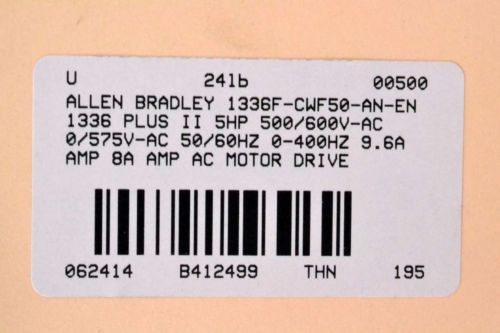 U 241b 00500
ALLEN BRADLEY 1336F-CWF50-AN-EN
1336 PLUS II 5HP 500/600V-AC
0/575V-AC 50/60HZ 0-400HZ 9.6A
AMP 8A AMP AC MOTOR DRIVE
062414 B412499 THN 195